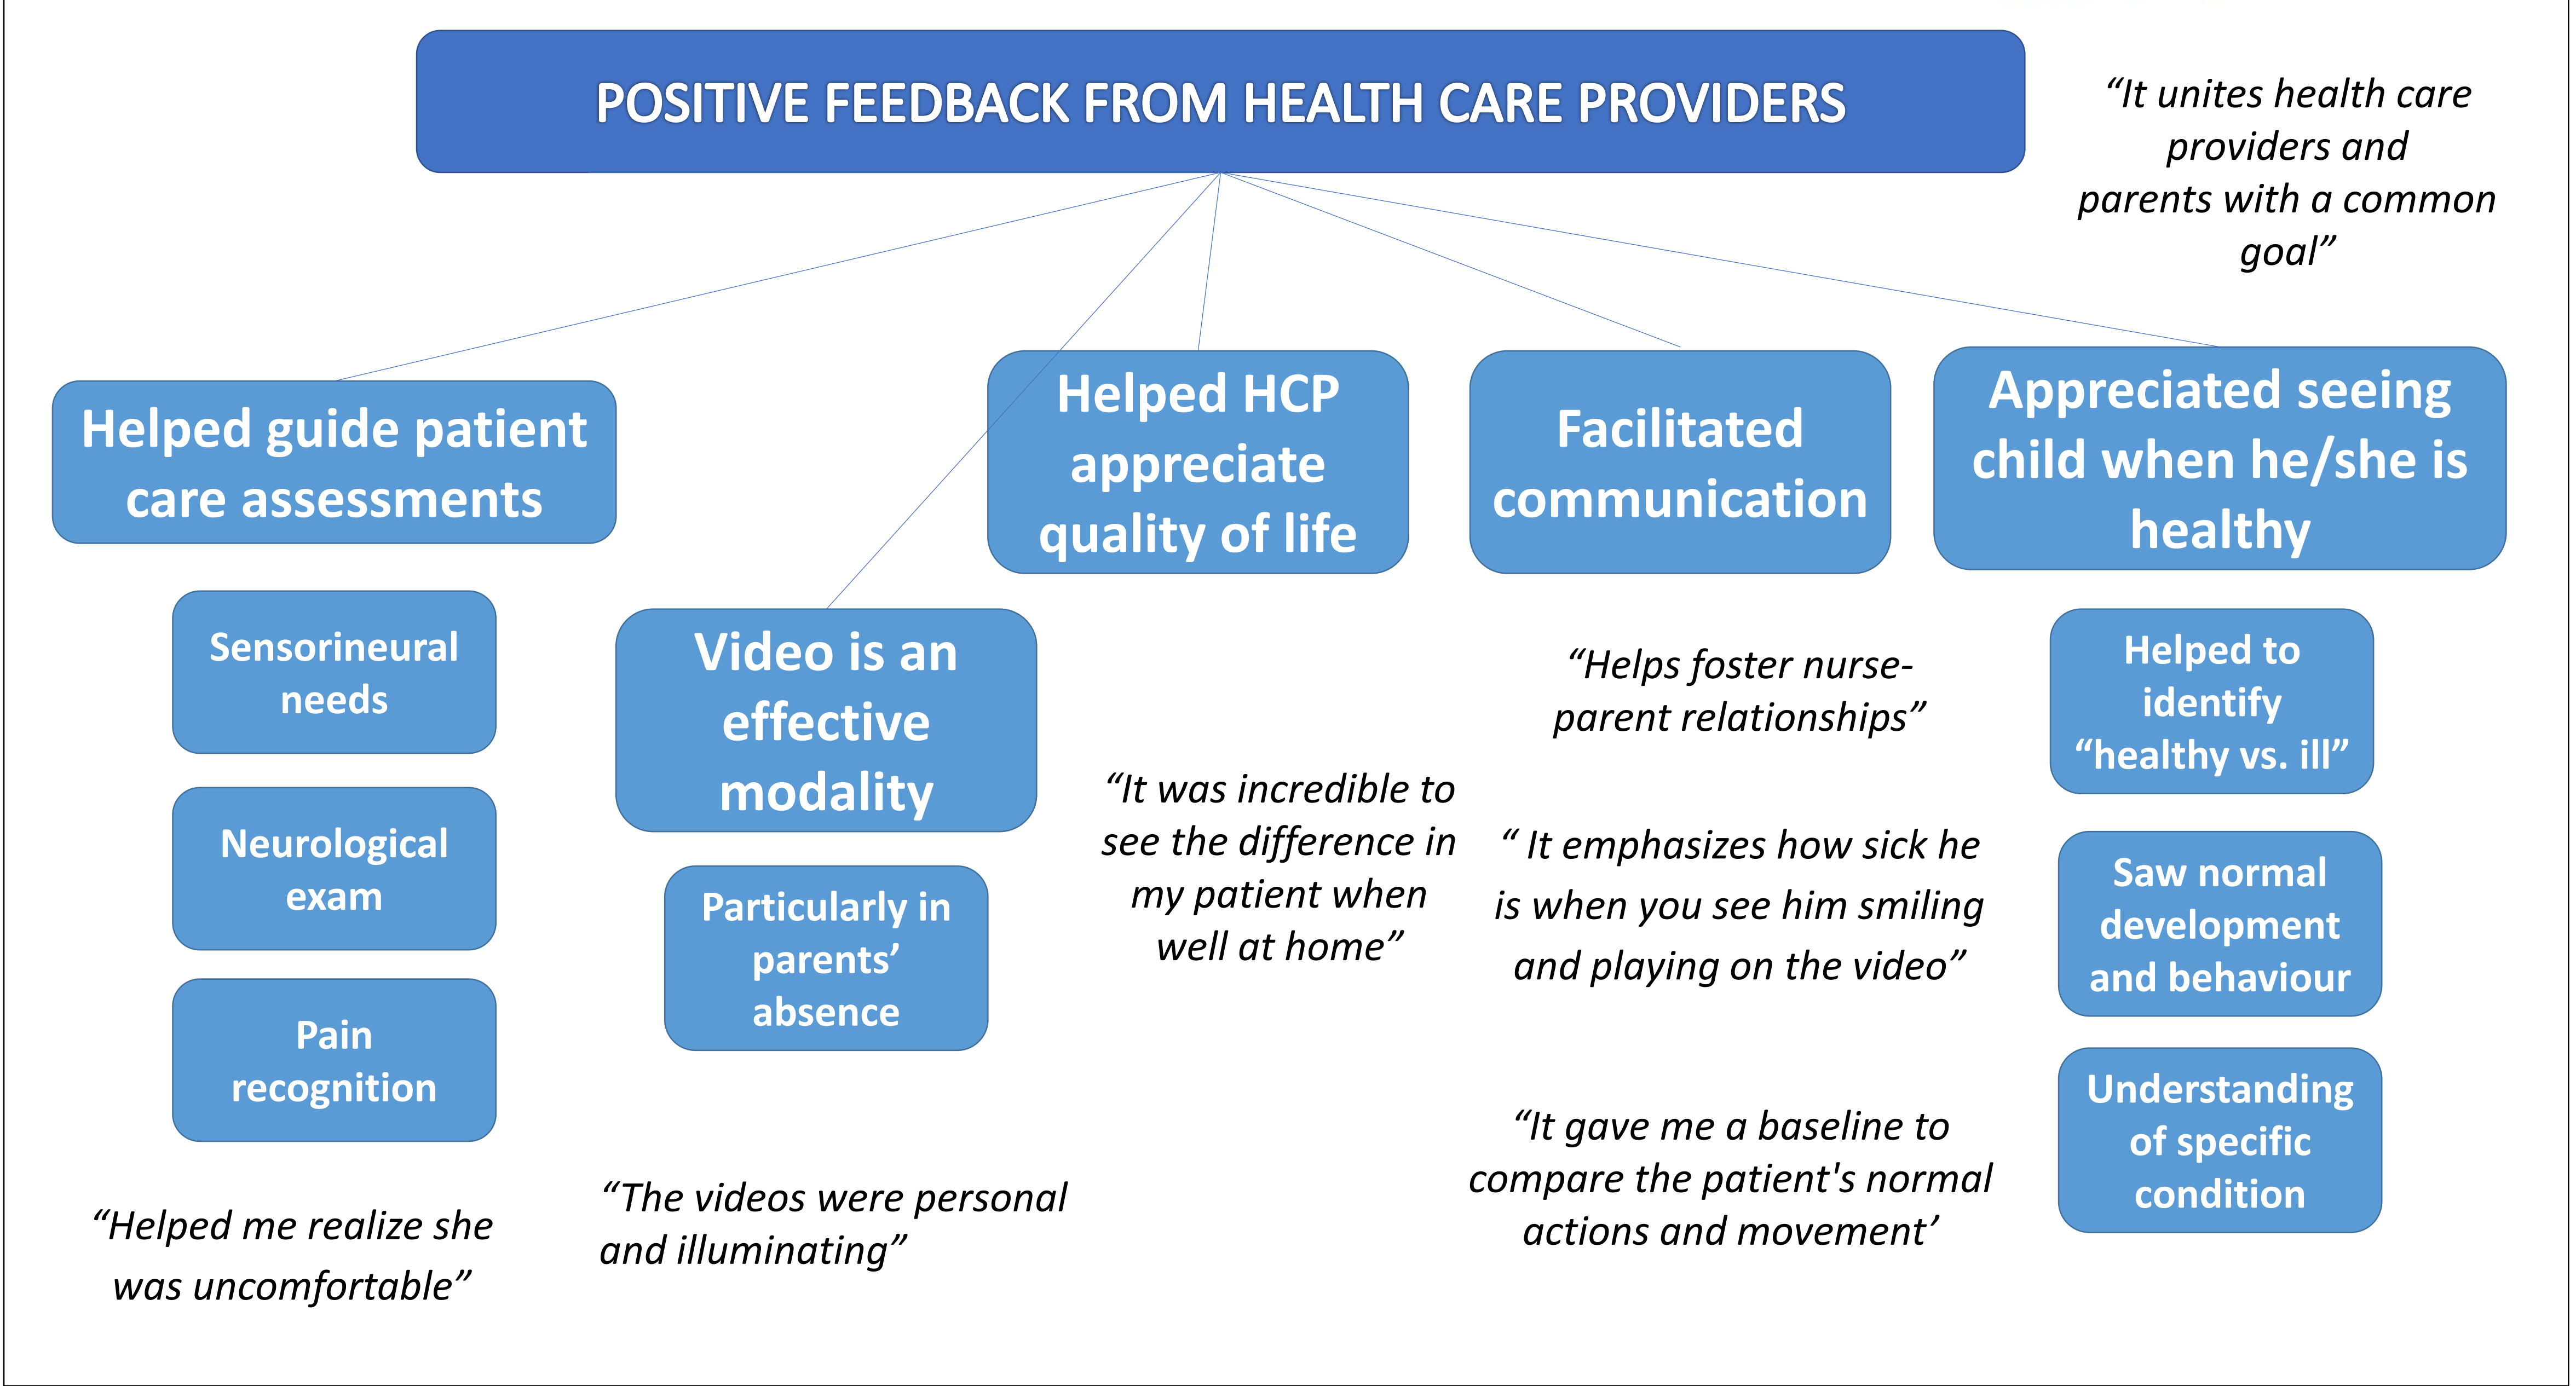 POSITIVE FEEDBACK FROM HEALTH CARE PROVIDERS
“It unites health care
providers and
parents with a common
goal”
Helped guide patient
care assessments
Sensorineural
needs
Neurological
exam
Pain
recognition
“Helped me realize she
was uncomfortable”
Video is an
effective
modality
Particularly in
parents’
absence
“The videos were personal
and illuminating”
Helped HCP
appreciate
quality of life
“It was incredible to
see the difference in
my patient when
well at home”
Facilitated
communication
“Helps foster nurse-
parent relationships”
“ It emphasizes how sick he
is when you see him smiling
and playing on the video”
“It gave me a baseline to
compare the patient's normal
actions and movement’
Appreciated seeing
child when he/she is
healthy
Helped to
identify
“healthy vs. ill”
Saw normal
development
and behaviour
Understanding
of specific
condition